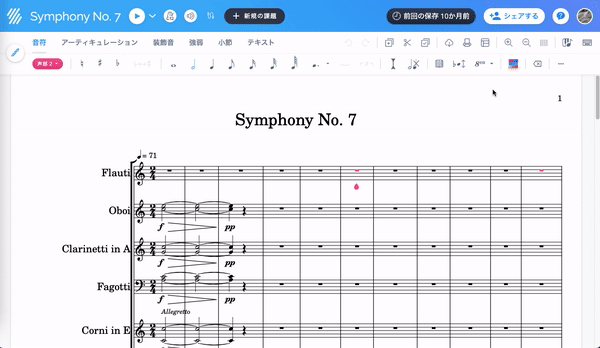 Symphony No. 7
新規の課題
前回の保存 10か月前
シェアする
音符 アーティキュレーション 装飾音 強弱 小節 テキスト
声部 2
8va
1
Symphony No. 7
= 71
Flauti
Oboi
f pp
Clarinetti in A
f pp
Fagotti
f pp
Allegretto
Corni in E